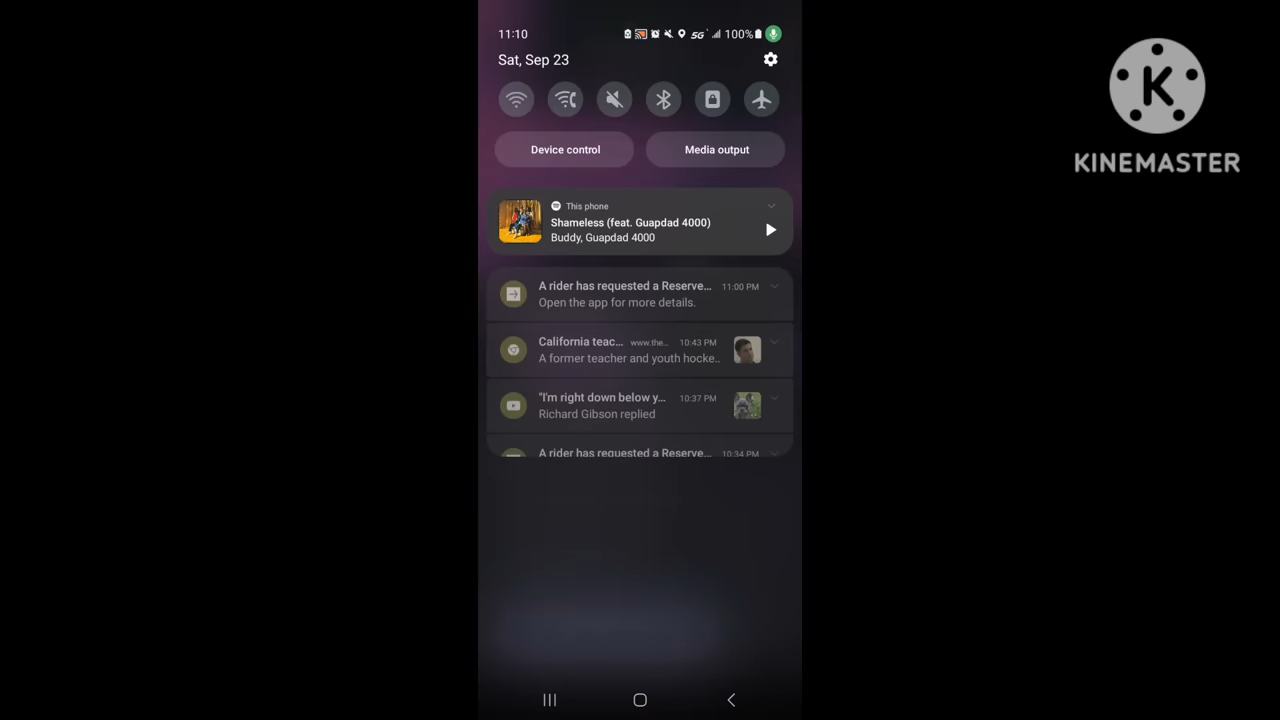 11:10
5G
100%
Sat, Sep 23
Device control
Media output
This phone
Shameless (feat. Guapdad 4000)
Buddy, Guapdad 4000
A rider has requested a Reserve… 11:00 PM
Open the app for more details.
California teac… www.the… 10:43 PM
A former teacher and youth hocke..
"I'm right down below y… 10:37 PM
Richard Gibson replied
A rider has requested a Reserve… 10:34 PM
K
KINEMASTER